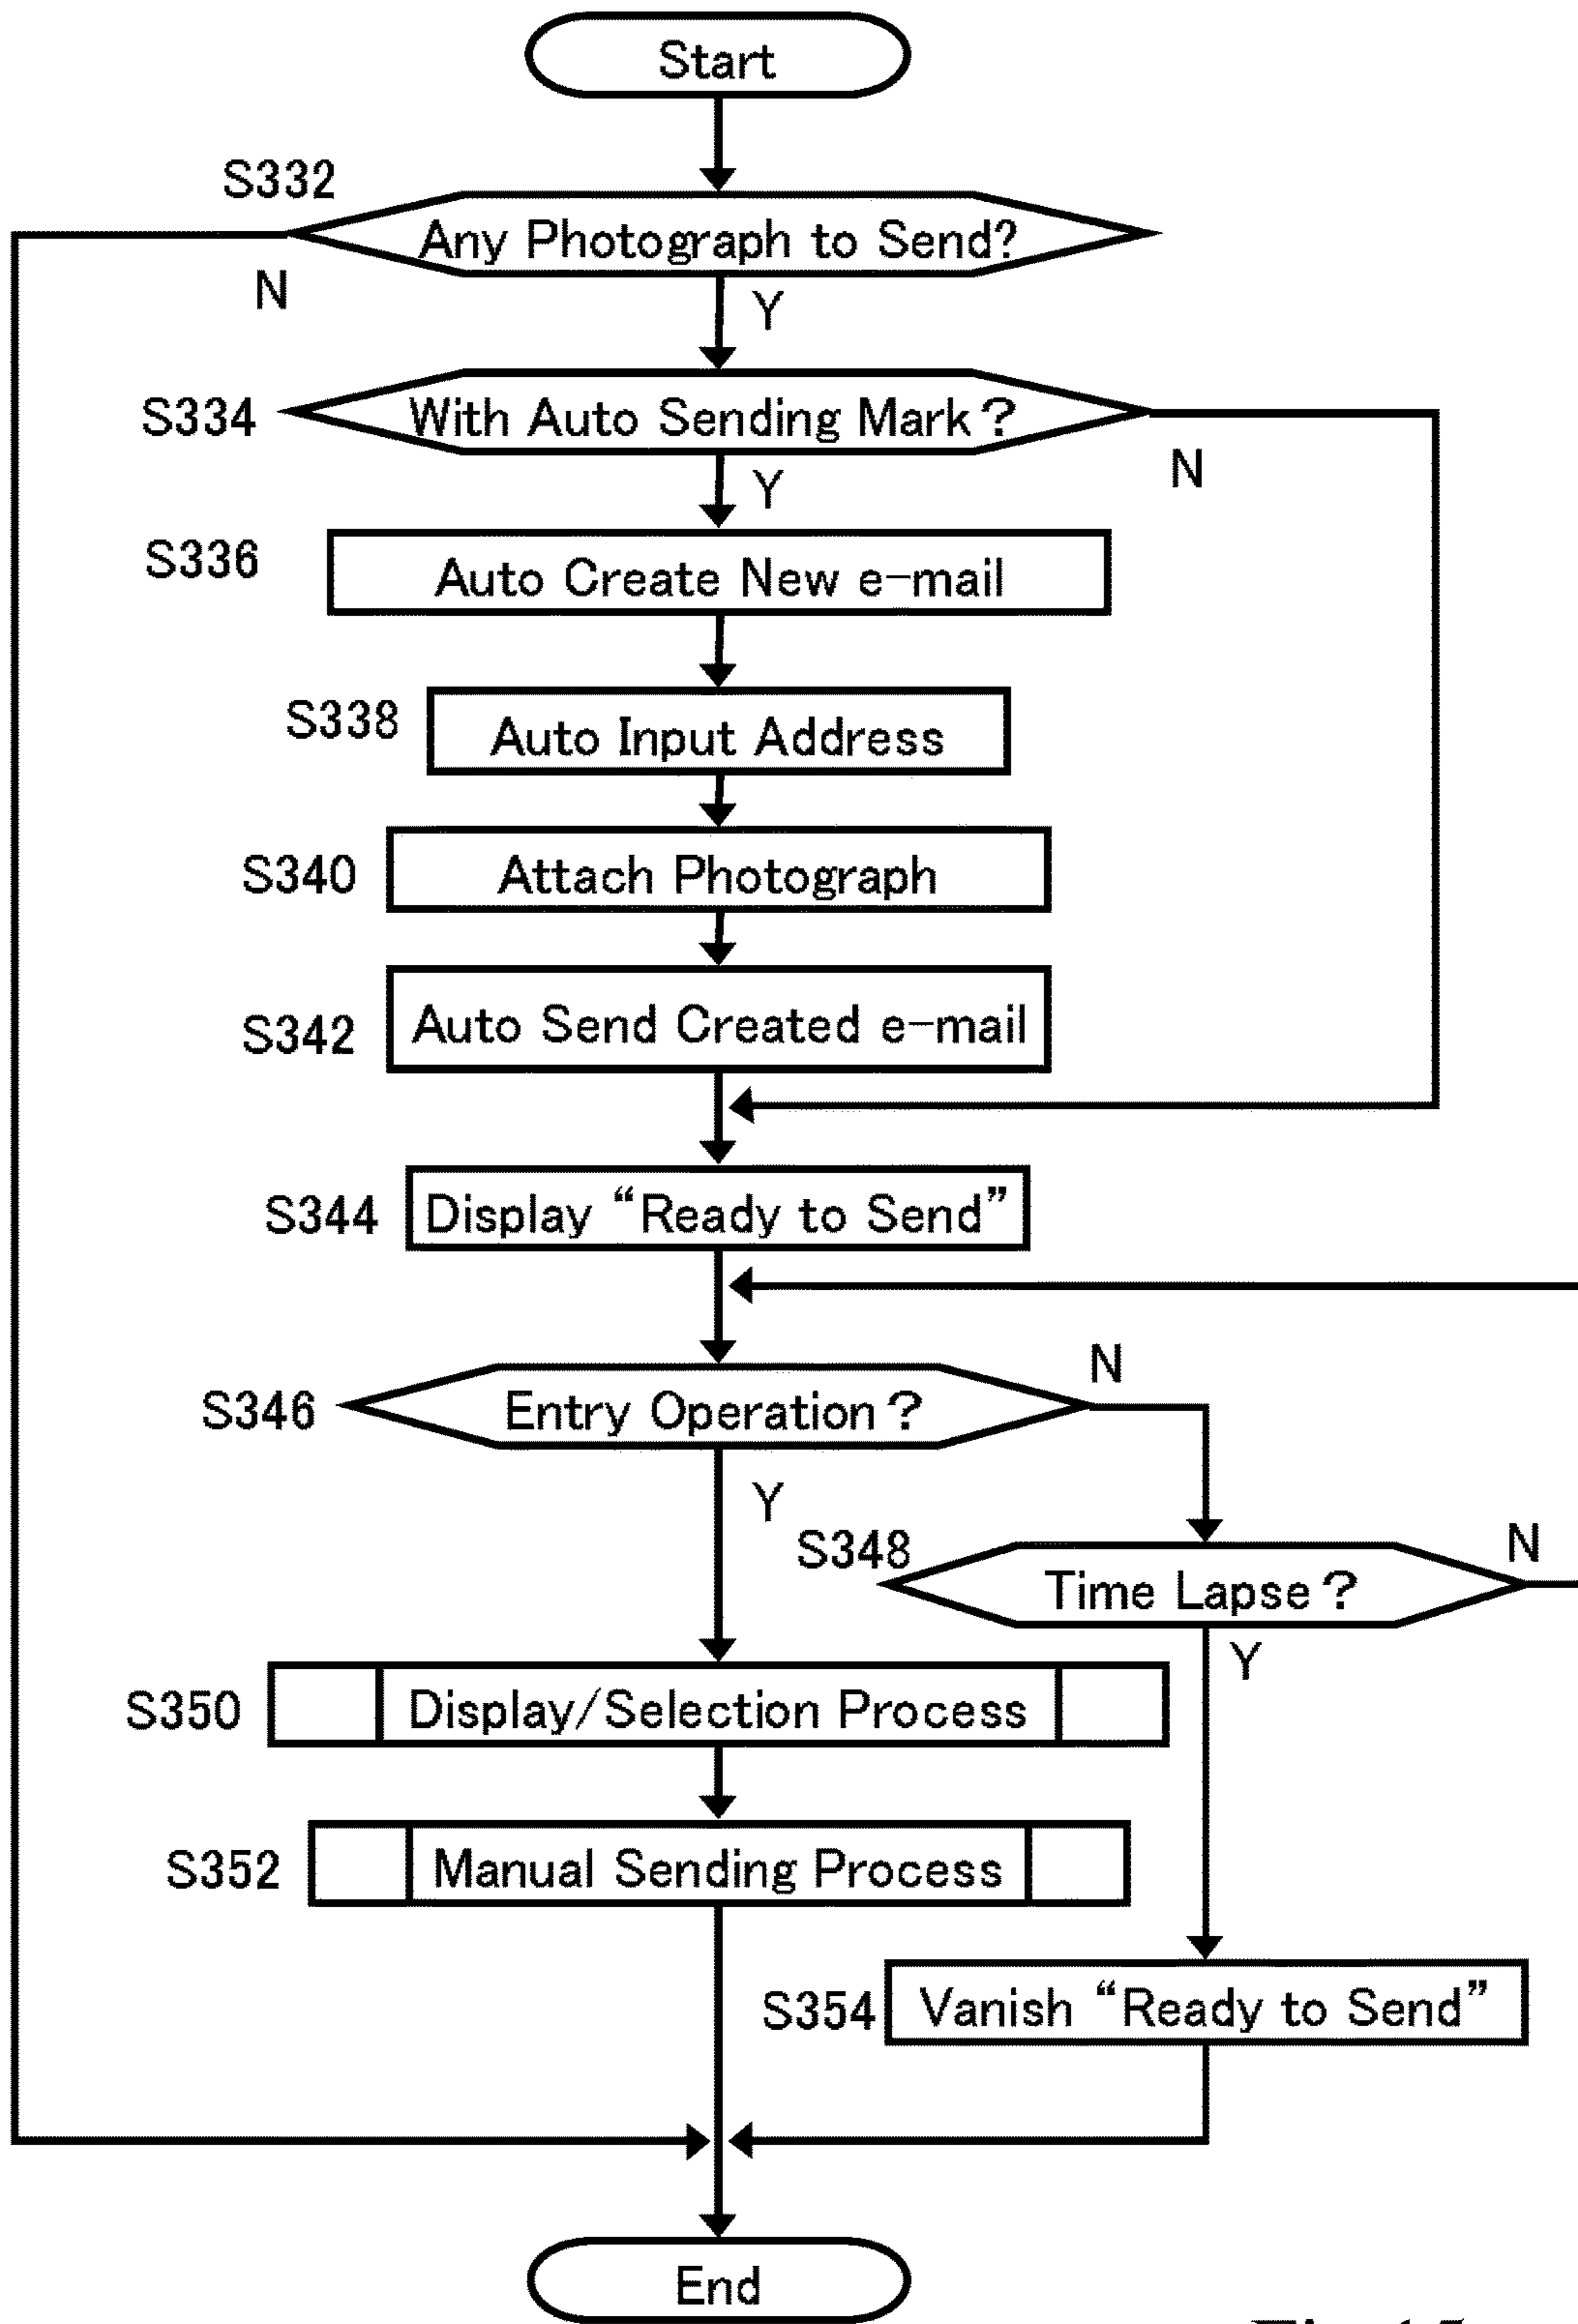 Start
S332
Any Photograph to Send?
N
Y
S334
With Auto Sending Mark?
N
Y
S336
Auto Create New e-mail
S338
Auto Input Address
S340
Attach Photograph
S342
Auto Send Created e-mail
S344
Display “Ready to Send”
S346
Entry Operation?
N
Y
S348
Time Lapse?
N
Y
S350
Display/Selection Process
S352
Manual Sending Process
S354
Vanish “Ready to Send”
End